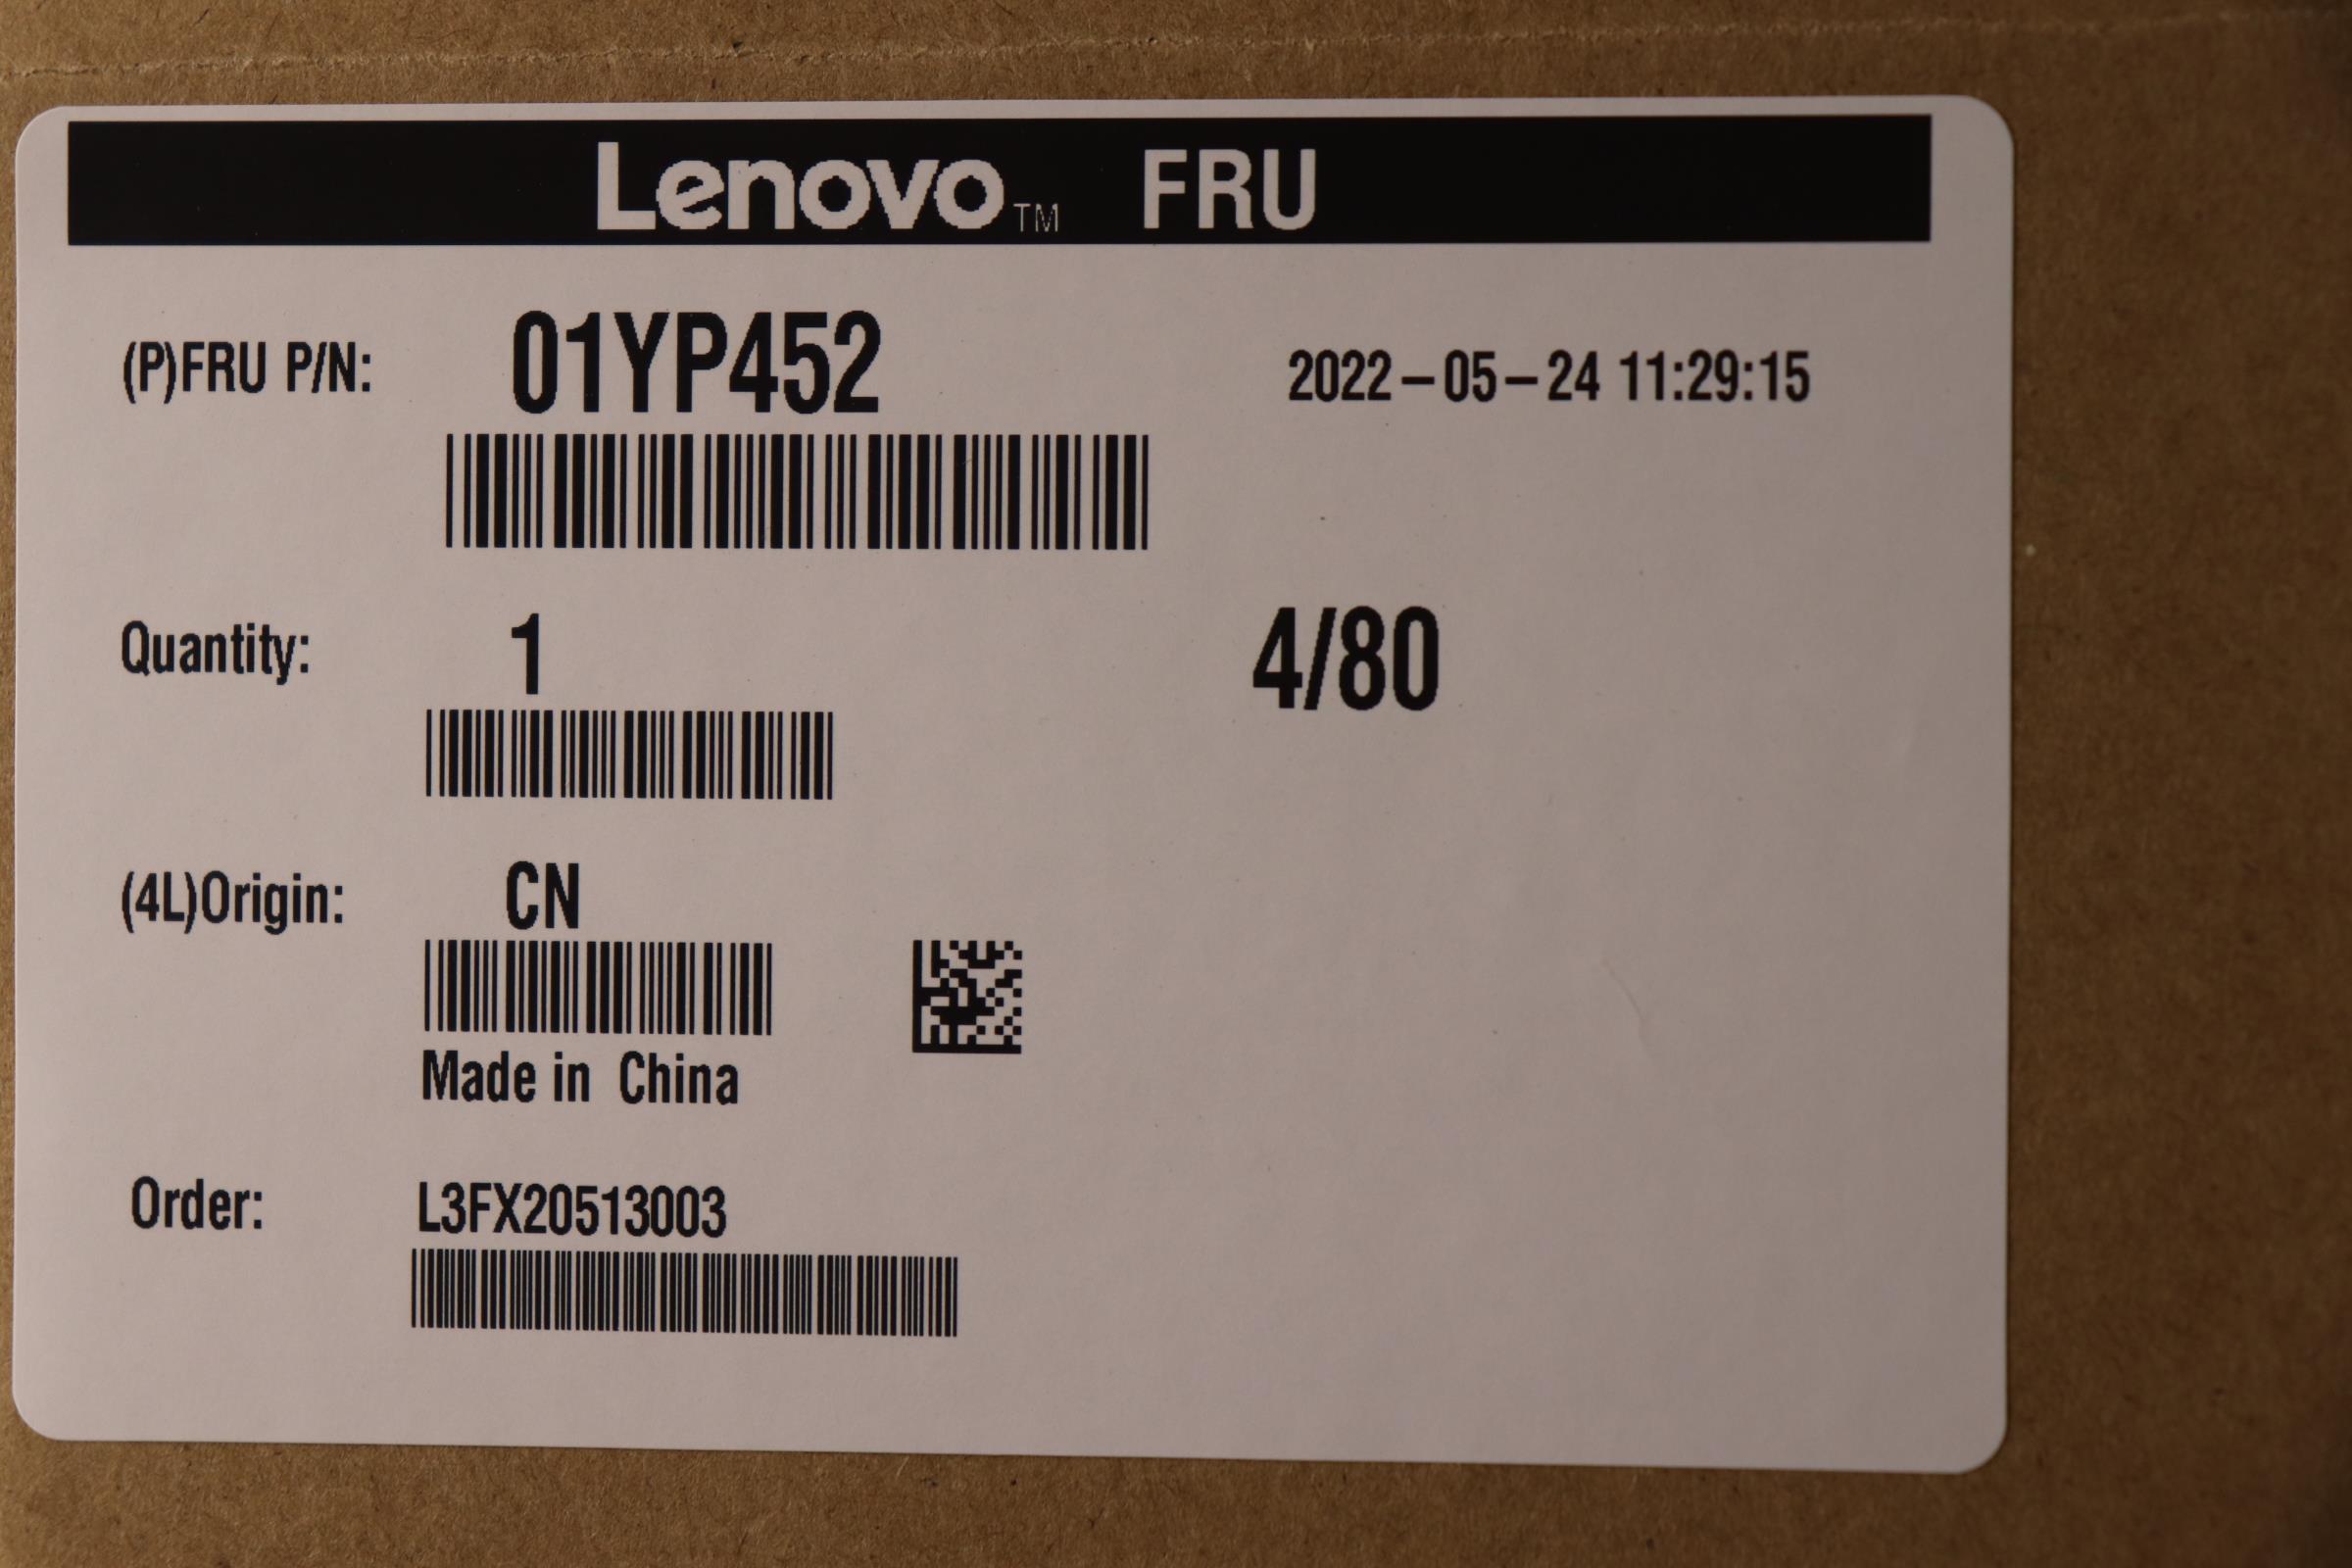 Lenovo™ FRU
(P)FRU P/N: 01YP452 2022-05-24 11:29:15
Quantity: 1 4/80
(4L)Origin: CN
Made in China
Order: L3FX20513003